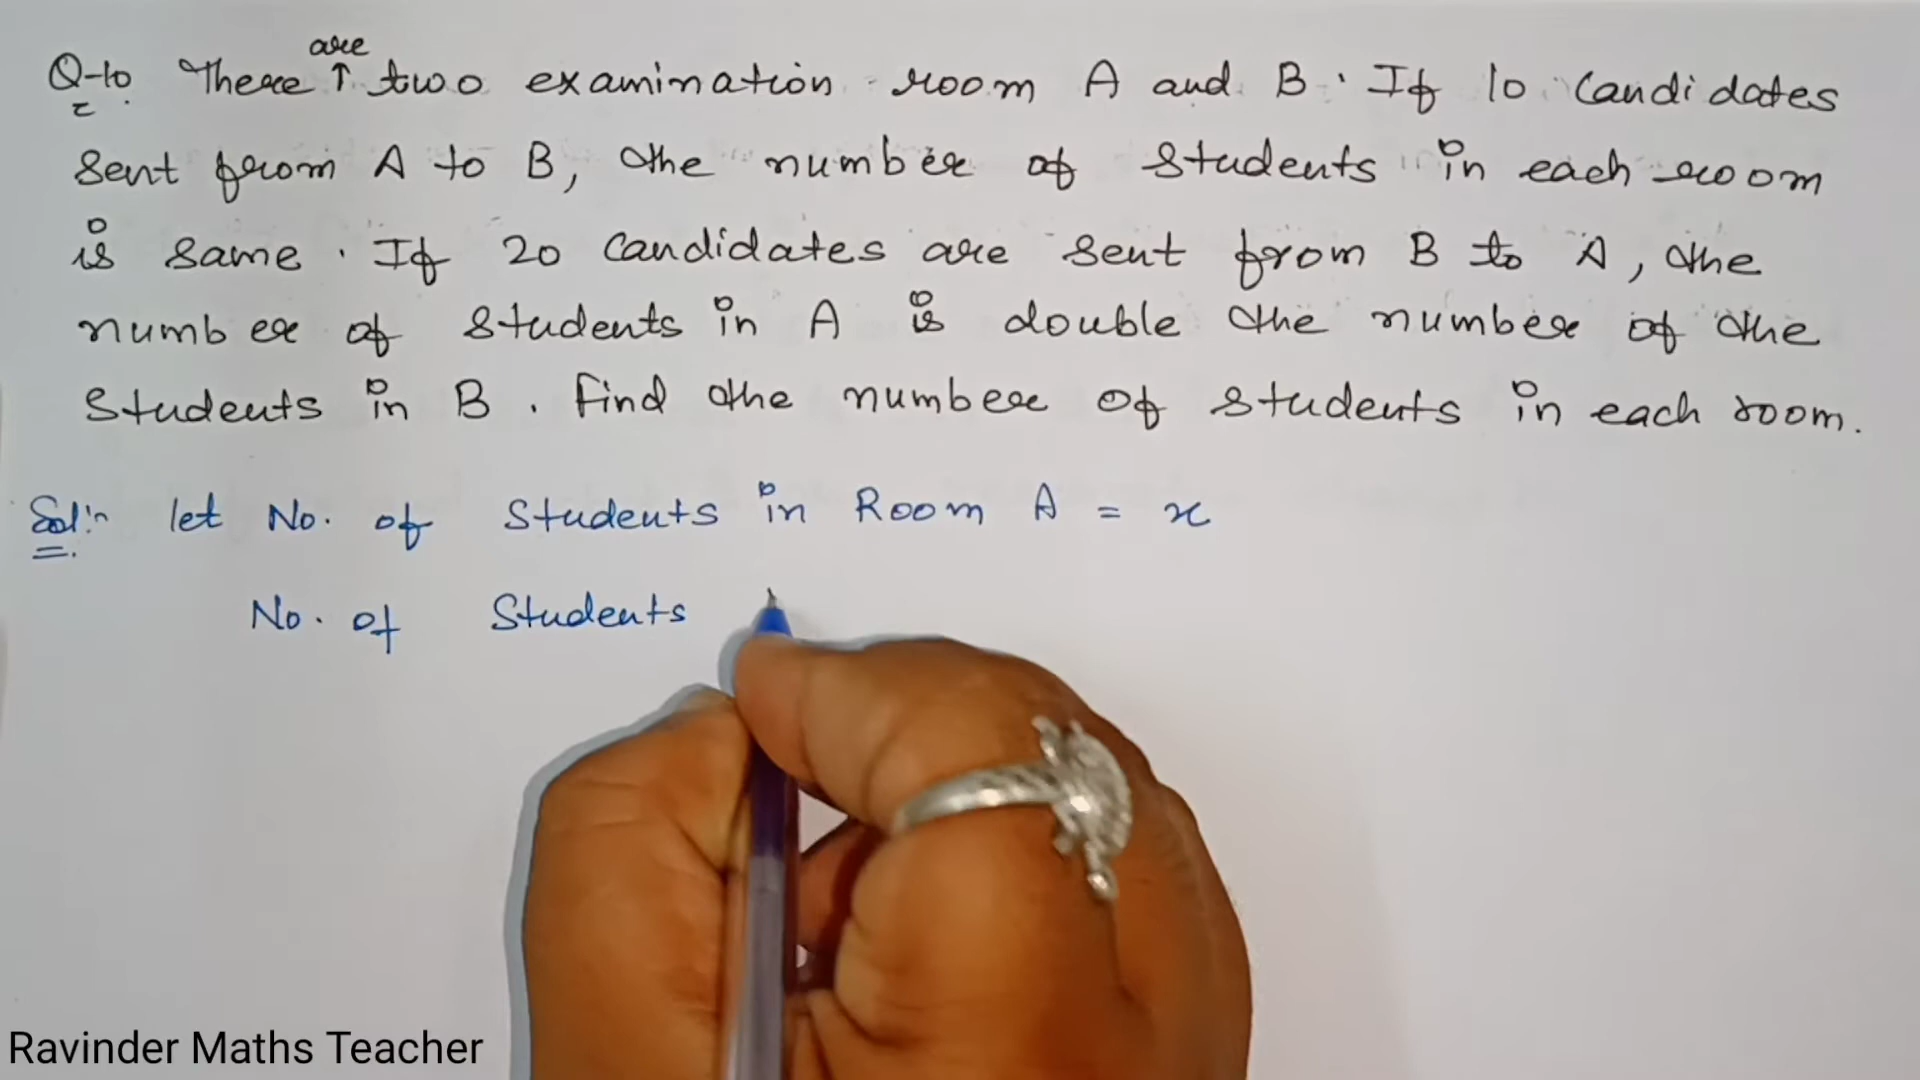 Q-10. There are ↑ two examination room A and B. If 10 Candidates
Sent from A to B, the number of students in each room
is same. If 20 Candidates are sent from B to A, the
number of students in A is double the number of the
Students in B. Find the number of students in each room.
Sol:n let No. of Students in Room A = x
No. of Students
Ravinder Maths Teacher